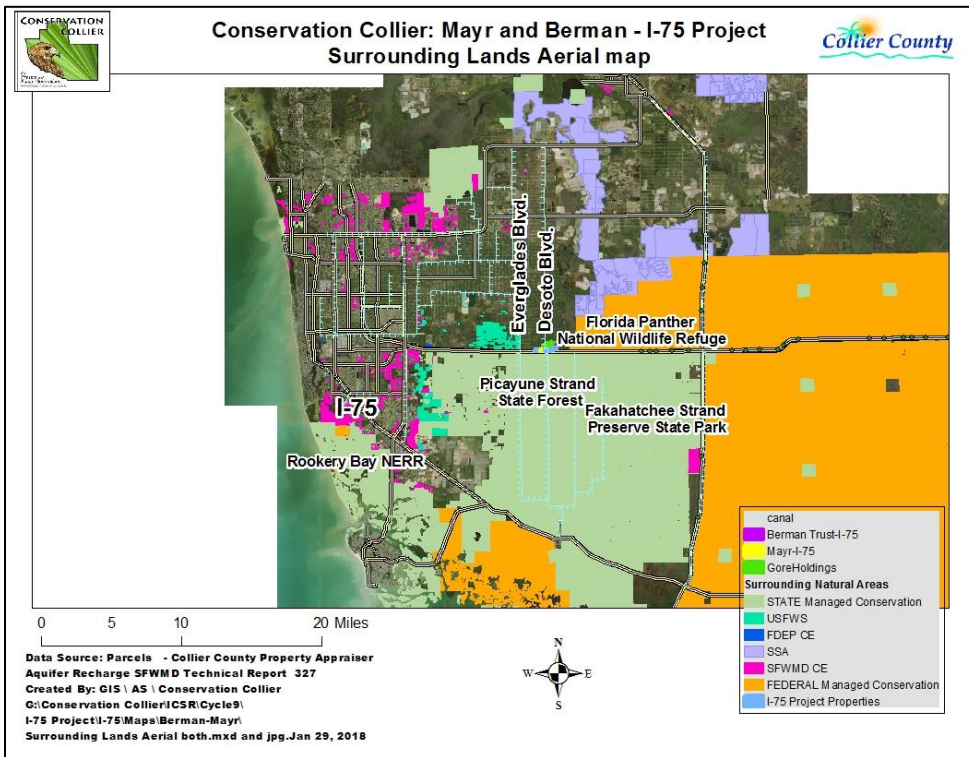 CONSERVATION
COLLIER
Conservation Collier: Mayr and Berman - I-75 Project
Surrounding Lands Aerial map
Collier County
Everglades Blvd.
Desoto Blvd.
Florida Panther
National Wildlife Refuge
Picayune Strand
State Forest
Fakahatchee Strand
Preserve State Park
I-75
Rookery Bay NERR
canal
Berman Trust-I-75
Mayr-I-75
GoreHoldings
Surrounding Natural Areas
STATE Managed Conservation
USFWS
FDEP CE
SSA
SFWMD CE
FEDERAL Managed Conservation
I-75 Project Properties
0 5 10 20 Miles
N
W E
S
Data Source: Parcels - Collier County Property Appraiser
Aquifer Recharge SFWMD Technical Report 327
Created By: GIS \ AS \ Conservation Collier
G:\Conservation Collier\ICSR\Cycle9\
I-75 Project\I-75\Maps\Berman-Mayr\
Surrounding Lands Aerial both.mxd and jpg.Jan 29, 2018